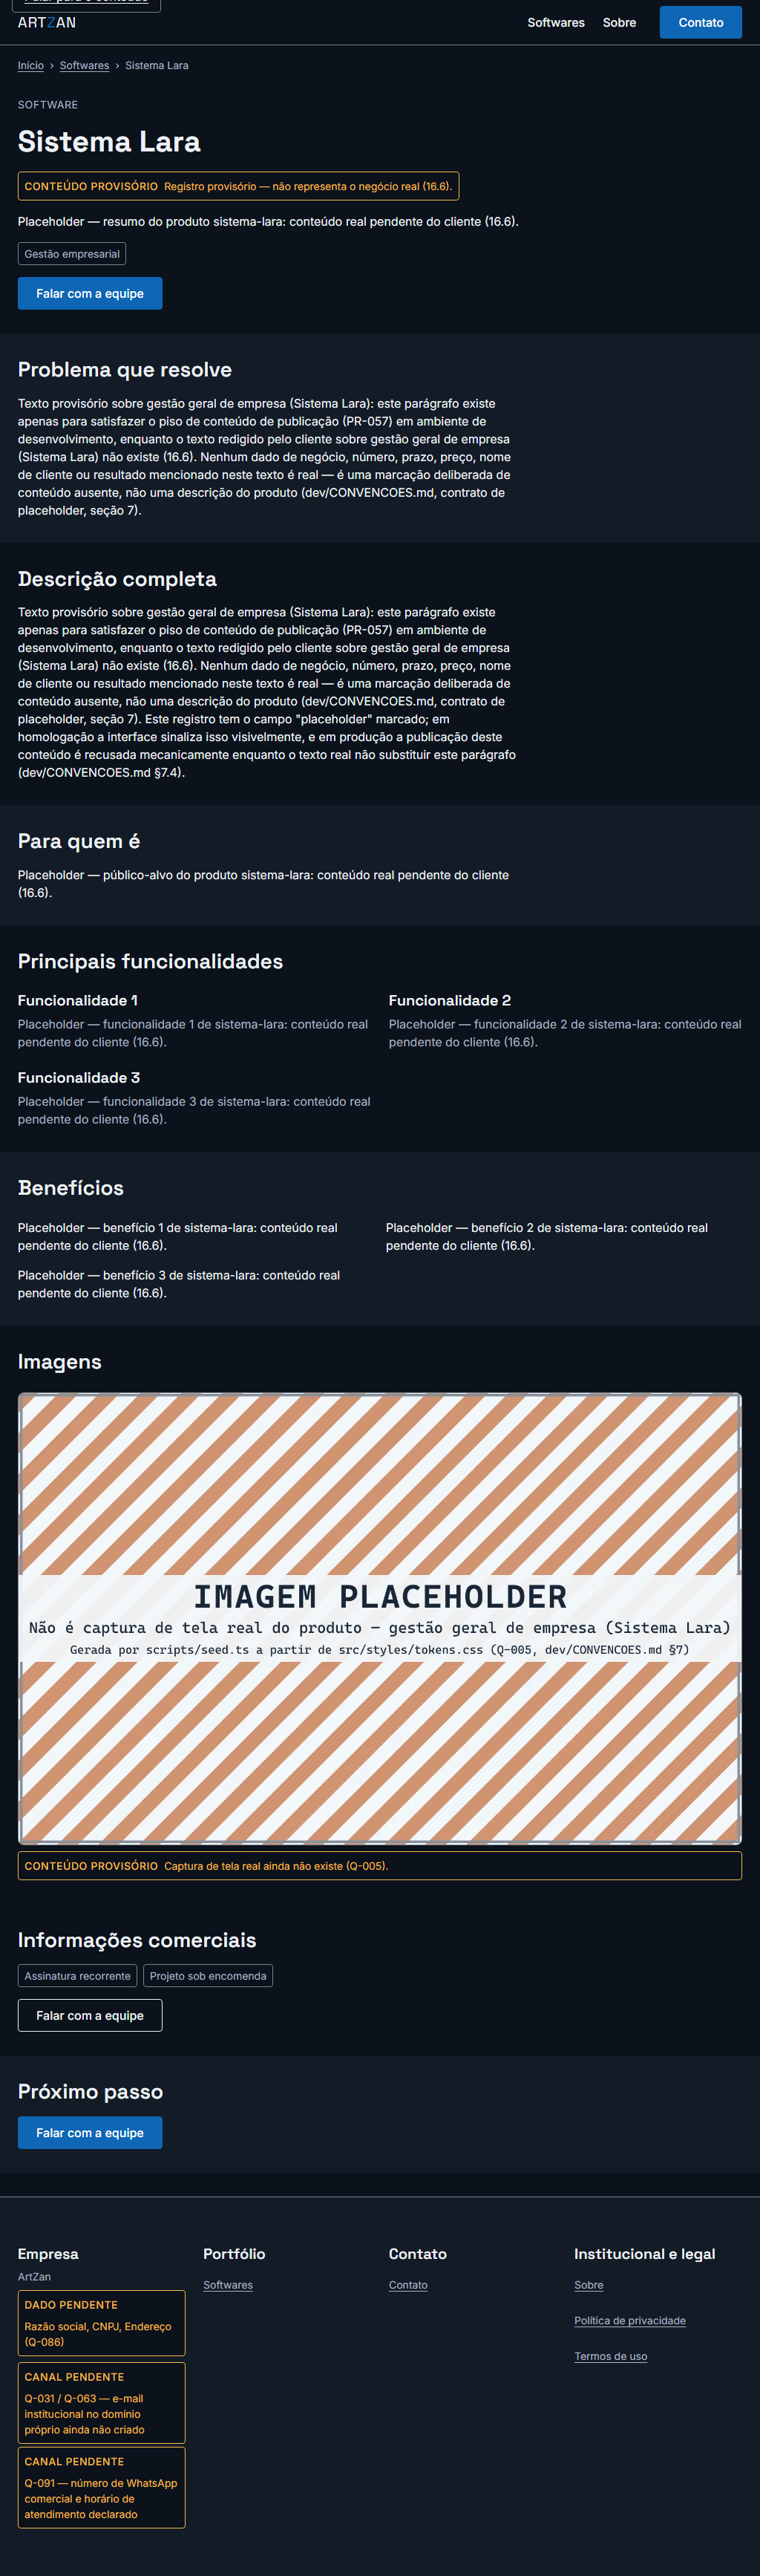 ARTZAN
Softwares
Sobre
Contato
Início › Softwares › Sistema Lara
SOFTWARE
Sistema Lara
CONTEÚDO PROVISÓRIO Registro provisório — não representa o negócio real (16.6).
Placeholder — resumo do produto sistema-lara: conteúdo real pendente do cliente (16.6).
Gestão empresarial
Falar com a equipe
Problema que resolve
Texto provisório sobre gestão geral de empresa (Sistema Lara): este parágrafo existe
apenas para satisfazer o piso de conteúdo de publicação (PR-057) em ambiente de
desenvolvimento, enquanto o texto redigido pelo cliente sobre gestão geral de empresa
(Sistema Lara) não existe (16.6). Nenhum dado de negócio, número, prazo, preço, nome
de cliente ou resultado mencionado neste texto é real — é uma marcação deliberada de
conteúdo ausente, não uma descrição do produto (dev/CONVENCOES.md, contrato de
placeholder, seção 7).
Descrição completa
Texto provisório sobre gestão geral de empresa (Sistema Lara): este parágrafo existe
apenas para satisfazer o piso de conteúdo de publicação (PR-057) em ambiente de
desenvolvimento, enquanto o texto redigido pelo cliente sobre gestão geral de empresa
(Sistema Lara) não existe (16.6). Nenhum dado de negócio, número, prazo, preço, nome
de cliente ou resultado mencionado neste texto é real — é uma marcação deliberada de
conteúdo ausente, não uma descrição do produto (dev/CONVENCOES.md, contrato de
placeholder, seção 7). Este registro tem o campo "placeholder" marcado; em
homologação a interface sinaliza isso visivelmente, e em produção a publicação deste
conteúdo é recusada mecanicamente enquanto o texto real não substituir este parágrafo
(dev/CONVENCOES.md §7.4).
Para quem é
Placeholder — público-alvo do produto sistema-lara: conteúdo real pendente do cliente
(16.6).
Principais funcionalidades
Funcionalidade 1
Placeholder — funcionalidade 1 de sistema-lara: conteúdo real
pendente do cliente (16.6).
Funcionalidade 2
Placeholder — funcionalidade 2 de sistema-lara: conteúdo real
pendente do cliente (16.6).
Funcionalidade 3
Placeholder — funcionalidade 3 de sistema-lara: conteúdo real
pendente do cliente (16.6).
Benefícios
Placeholder — benefício 1 de sistema-lara: conteúdo real
pendente do cliente (16.6).
Placeholder — benefício 2 de sistema-lara: conteúdo real
pendente do cliente (16.6).
Placeholder — benefício 3 de sistema-lara: conteúdo real
pendente do cliente (16.6).
Imagens
IMAGEM PLACEHOLDER
Não é captura de tela real do produto — gestão geral de empresa (Sistema Lara)
Gerada por scripts/seed.ts a partir de src/styles/tokens.css (Q-005, dev/CONVENCOES.md §7)
CONTEÚDO PROVISÓRIO Captura de tela real ainda não existe (Q-005).
Informações comerciais
Assinatura recorrente
Projeto sob encomenda
Falar com a equipe
Próximo passo
Falar com a equipe
Empresa
ArtZan
DADO PENDENTE
Razão social, CNPJ, Endereço
(Q-086)
CANAL PENDENTE
Q-031 / Q-063 — e-mail
institucional no domínio
próprio ainda não criado
CANAL PENDENTE
Q-091 — número de WhatsApp
comercial e horário de
atendimento declarado
Portfólio
Softwares
Contato
Contato
Institucional e legal
Sobre
Política de privacidade
Termos de uso